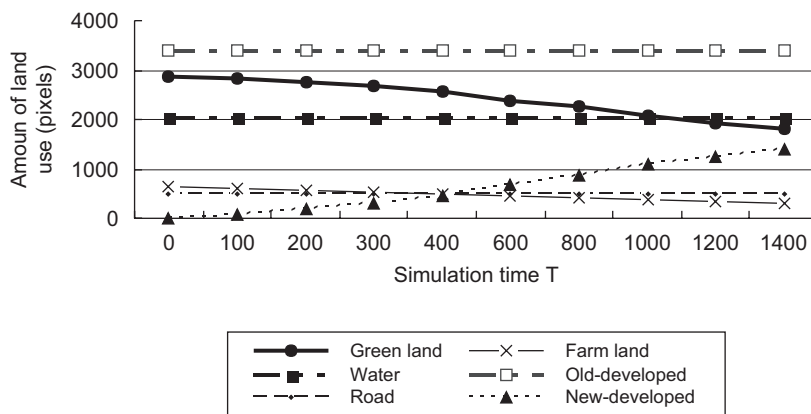 4000
3000
2000
1000
0
Amoun of land
use (pixels)
0 100 200 300 400 600 800 1000 1200 1400
Simulation time T
Green land Farm land
Water Old-developed
Road New-developed